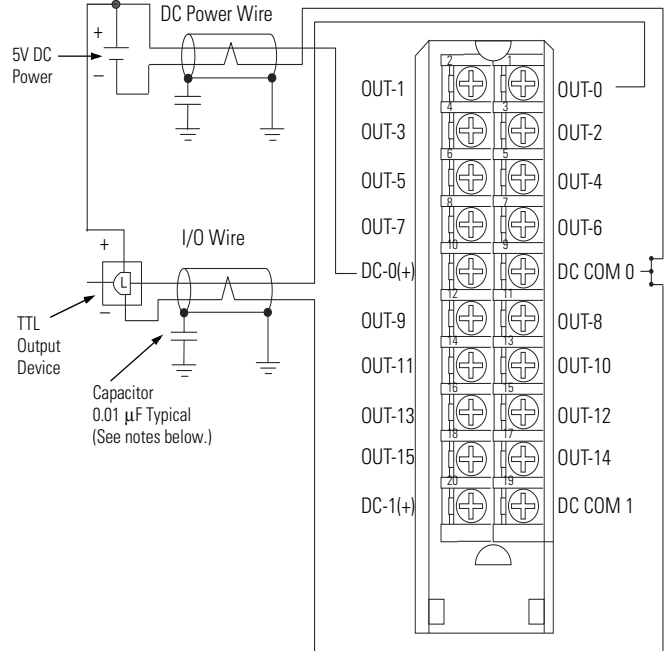 DC Power Wire
+
5V DC
Power
−
2 1
OUT-1 OUT-0
4 3
OUT-3 OUT-2
6 5
OUT-5 OUT-4
8 7
OUT-7 OUT-6
I/O Wire
10 9
DC-0(+) DC COM 0
+
L
−
TTL
Output
Device
12 11
OUT-9 OUT-8
14 13
OUT-11 OUT-10
Capacitor
0.01 μF Typical
(See notes below.)
16 15
OUT-13 OUT-12
18 17
OUT-15 OUT-14
20 19
DC-1(+) DC COM 1